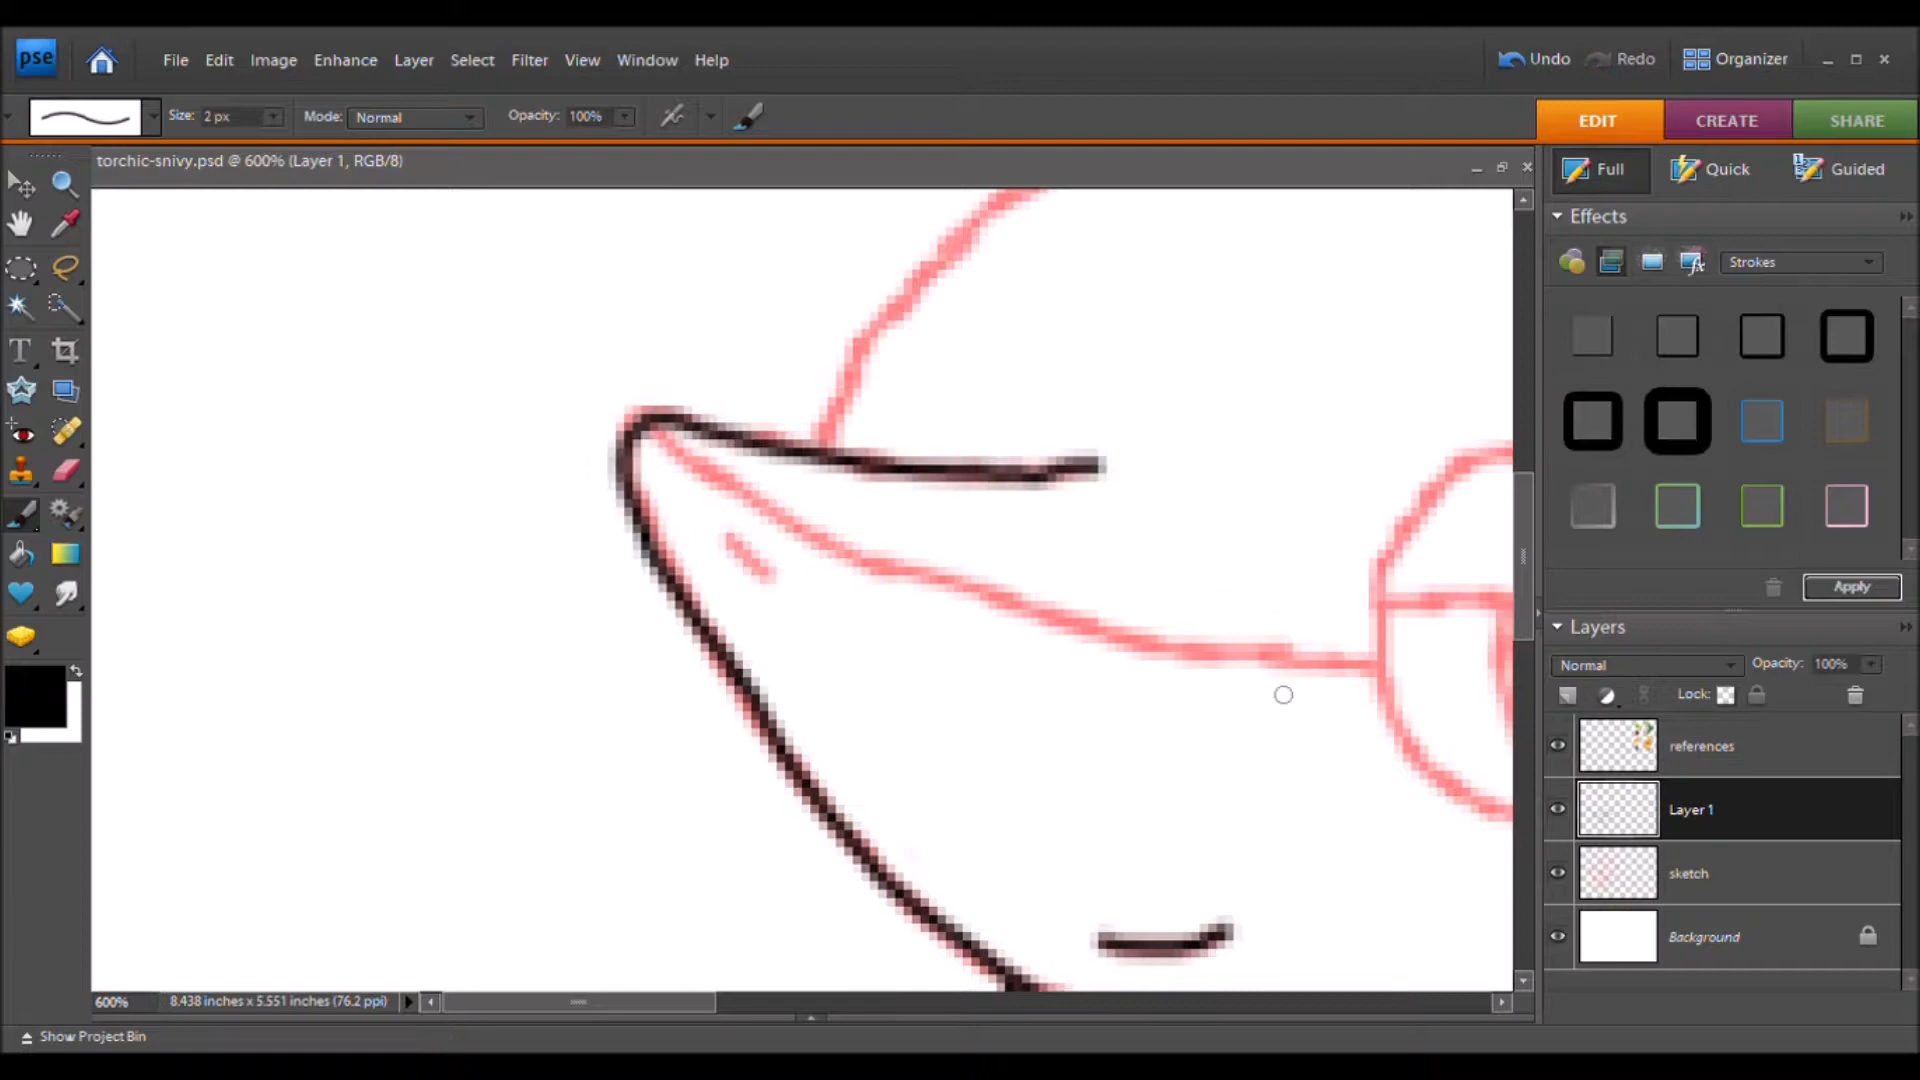 pse File Edit Image Enhance Layer Select Filter View Window Help Undo Redo Organizer
Size: 2 px Mode: Normal Opacity: 100% EDIT CREATE SHARE
torchic-snivy.psd @ 600% (Layer 1, RGB/8)
Full Quick Guided
Effects
Strokes
Apply
Layers
Normal Opacity: 100%
Lock:
references
Layer 1
sketch
Background
600% 8.438 inches x 5.551 inches (76.2 ppi)
Show Project Bin